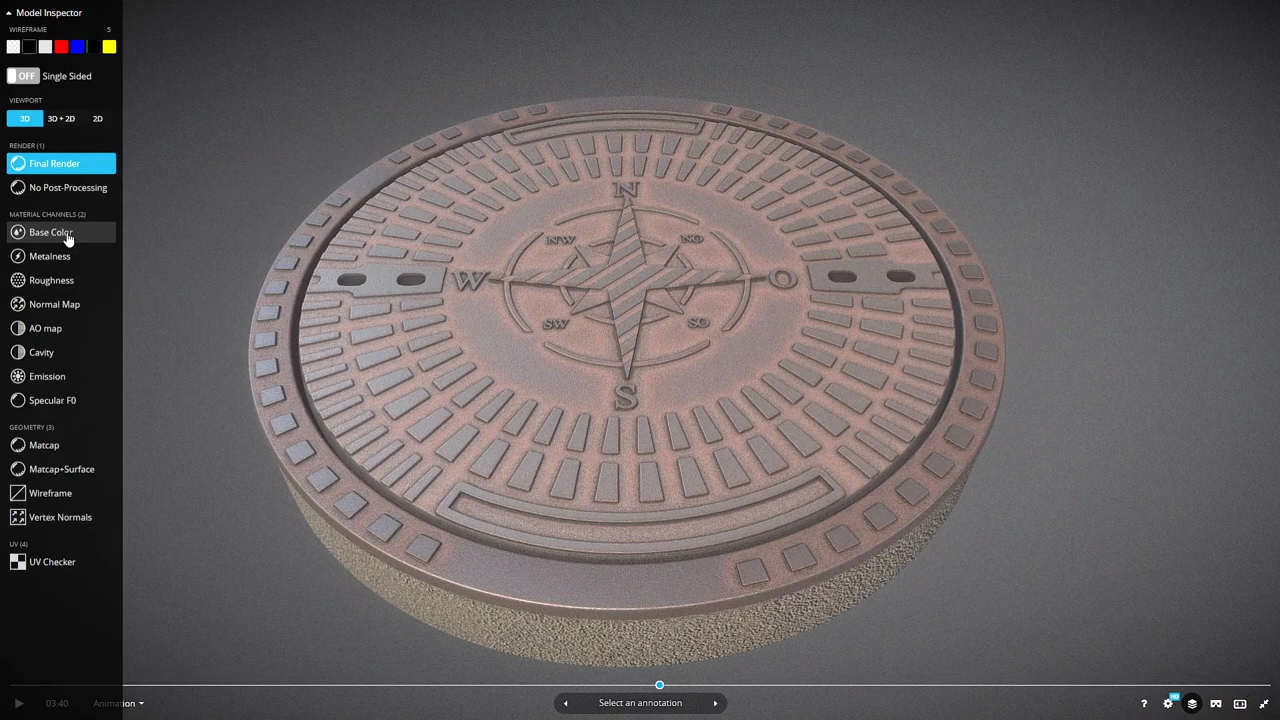 Model Inspector
WIREFRAME 5
OFF Single Sided
VIEWPORT
3D 3D + 2D 2D
RENDER (1)
Final Render
No Post-Processing
MATERIAL CHANNELS (2)
Base Color
Metalness
Roughness
Normal Map
AO map
Cavity
Emission
Specular F0
GEOMETRY (3)
Matcap
Matcap+Surface
Wireframe
Vertex Normals
UV (4)
UV Checker
N
NW NO
W O
SW SO
S
03:40 Animation
Select an annotation
?
HD